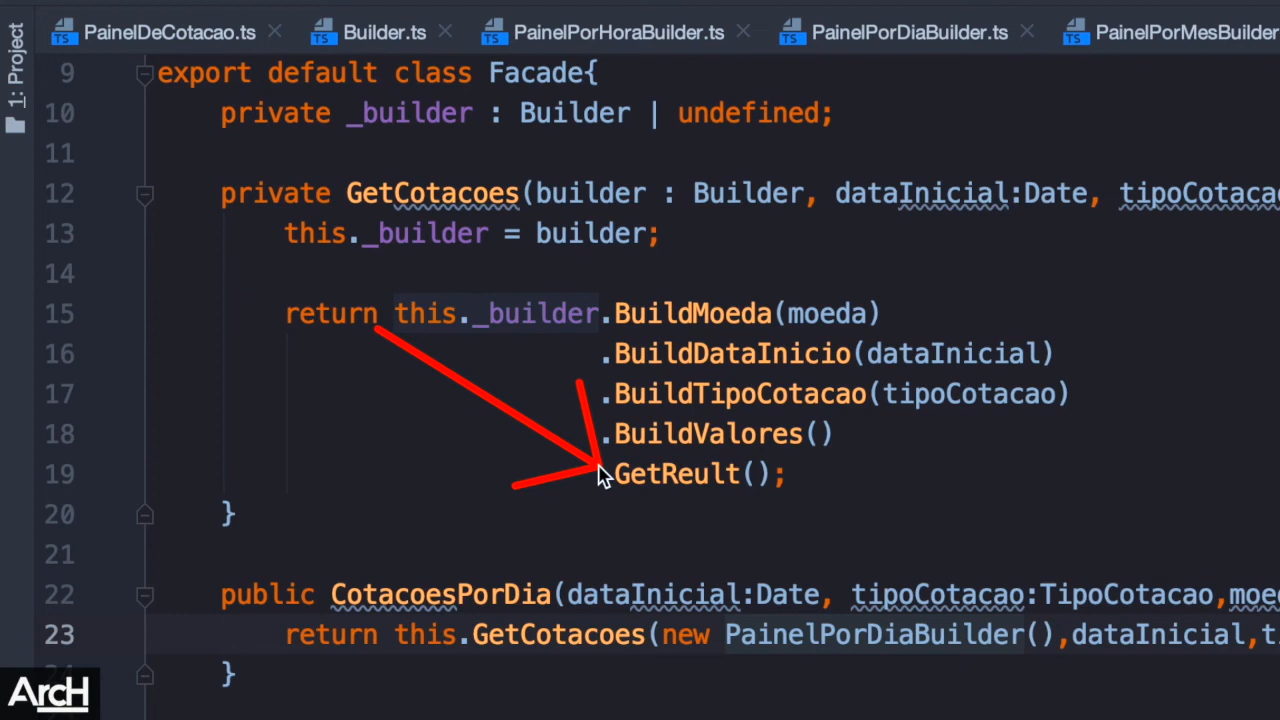 PainelDeCotacao.ts
Builder.ts
PainelPorHoraBuilder.ts
PainelPorDiaBuilder.ts
PainelPorMesBuilder
1: Project
9 export default class Facade{
10 private _builder : Builder | undefined;
11
12 private GetCotacoes(builder : Builder, dataInicial:Date, tipoCotaca
13 this._builder = builder;
14
15 return this._builder.BuildMoeda(moeda)
16 .BuildDataInicio(dataInicial)
17 .BuildTipoCotacao(tipoCotacao)
18 .BuildValores()
19 GetReult();
20 }
21
22 public CotacoesPorDia(dataInicial:Date, tipoCotacao:TipoCotacao,moed
23 return this.GetCotacoes(new PainelPorDiaBuilder(),dataInicial,t
}
ArcH